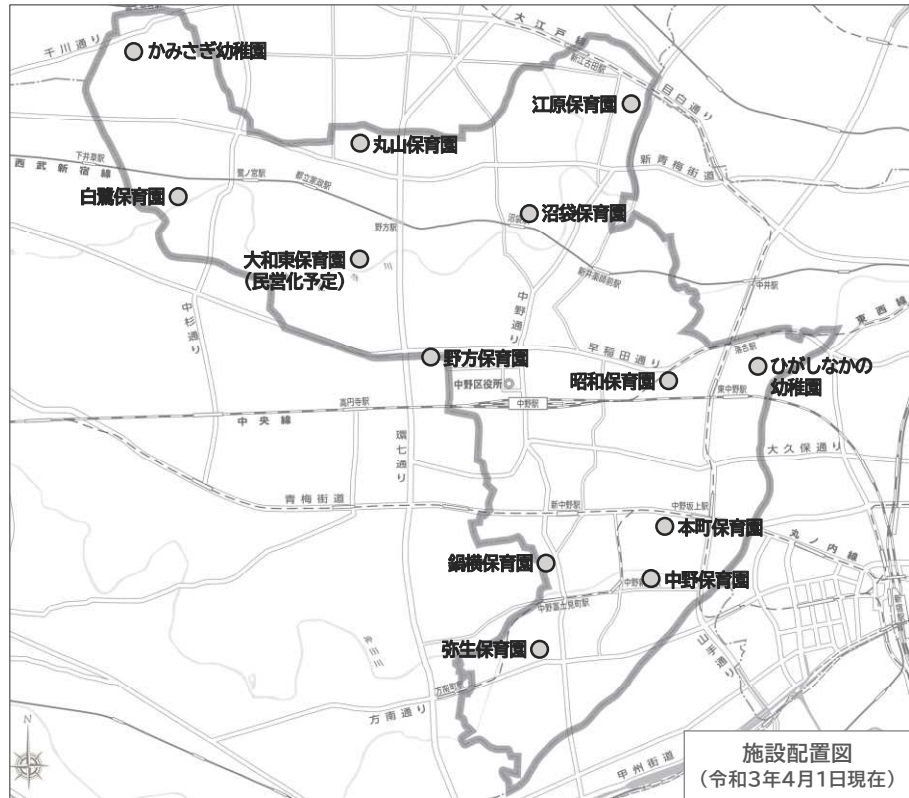 千川通り
かみさぎ幼稚園
大江戸線
新江古田駅
目白通り
江原保育園
丸山保育園
新青梅街道
西武新宿線
下井草駅
鷺ノ宮駅
都立家政駅
白鷺保育園
野方駅
沼袋保育園
大和東保育園
(民営化予定)
新井薬師前駅
中井駅
中杉通り
中野通り
東西線
早稲田通り
落合駅
野方保育園
中野区役所
昭和保育園
ひがしなかの
幼稚園
東中野駅
高円寺駅
中野駅
中央線
環七通り
大久保通り
青梅街道
新中野駅
中野坂上駅
本町保育園
丸ノ内線
鍋横保育園
中野保育園
中野富士見町駅
弥生保育園
山手通り
方南町駅
方南通り
甲州街道
N
施設配置図
(令和3年4月1日現在)